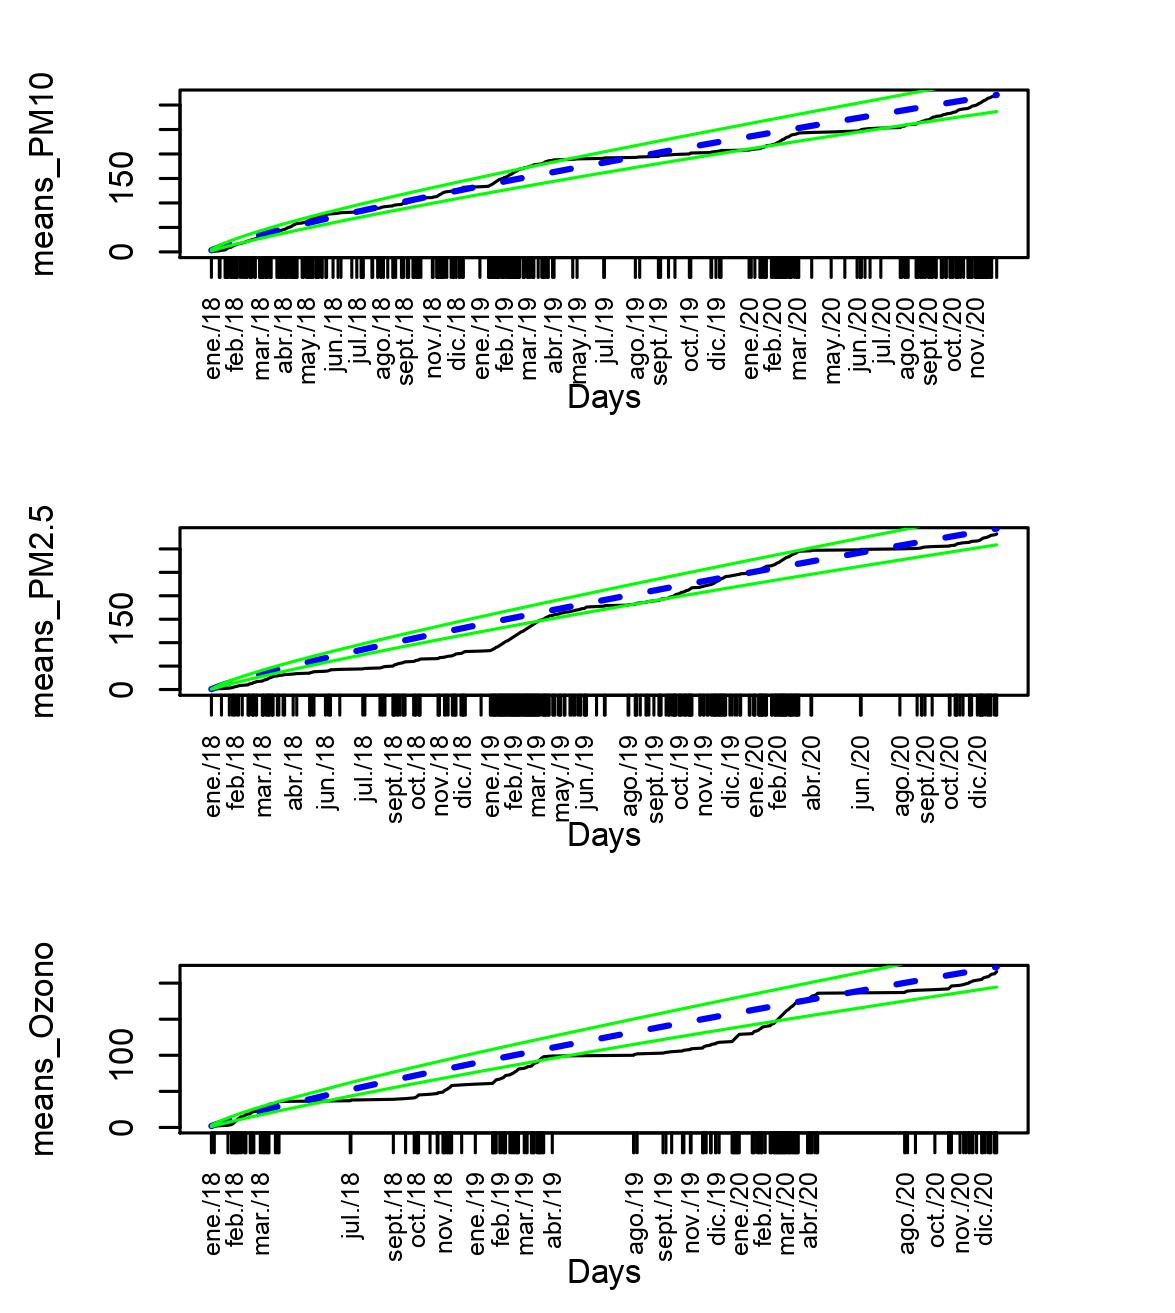 means_PM10
0
150
ene./18
feb./18
mar./18
abr./18
may./18
jun./18
jul./18
ago./18
sept./18
nov./18
dic./18
ene./19
feb./19
mar./19
abr./19
may./19
jul./19
ago./19
sept./19
oct./19
dic./19
ene./20
feb./20
mar./20
may./20
jun./20
jul./20
ago./20
sept./20
oct./20
nov./20
Days
means_PM2.5
0
150
ene./18
feb./18
mar./18
abr./18
jun./18
jul./18
sept./18
oct./18
nov./18
dic./18
ene./19
feb./19
mar./19
may./19
jun./19
ago./19
sept./19
oct./19
nov./19
dic./19
ene./20
feb./20
abr./20
jun./20
ago./20
sept./20
oct./20
dic./20
Days
means_Ozono
0
100
ene./18
feb./18
mar./18
jul./18
sept./18
oct./18
nov./18
ene./19
feb./19
mar./19
abr./19
ago./19
sept./19
nov./19
dic./19
ene./20
feb./20
mar./20
abr./20
ago./20
oct./20
nov./20
dic./20
Days